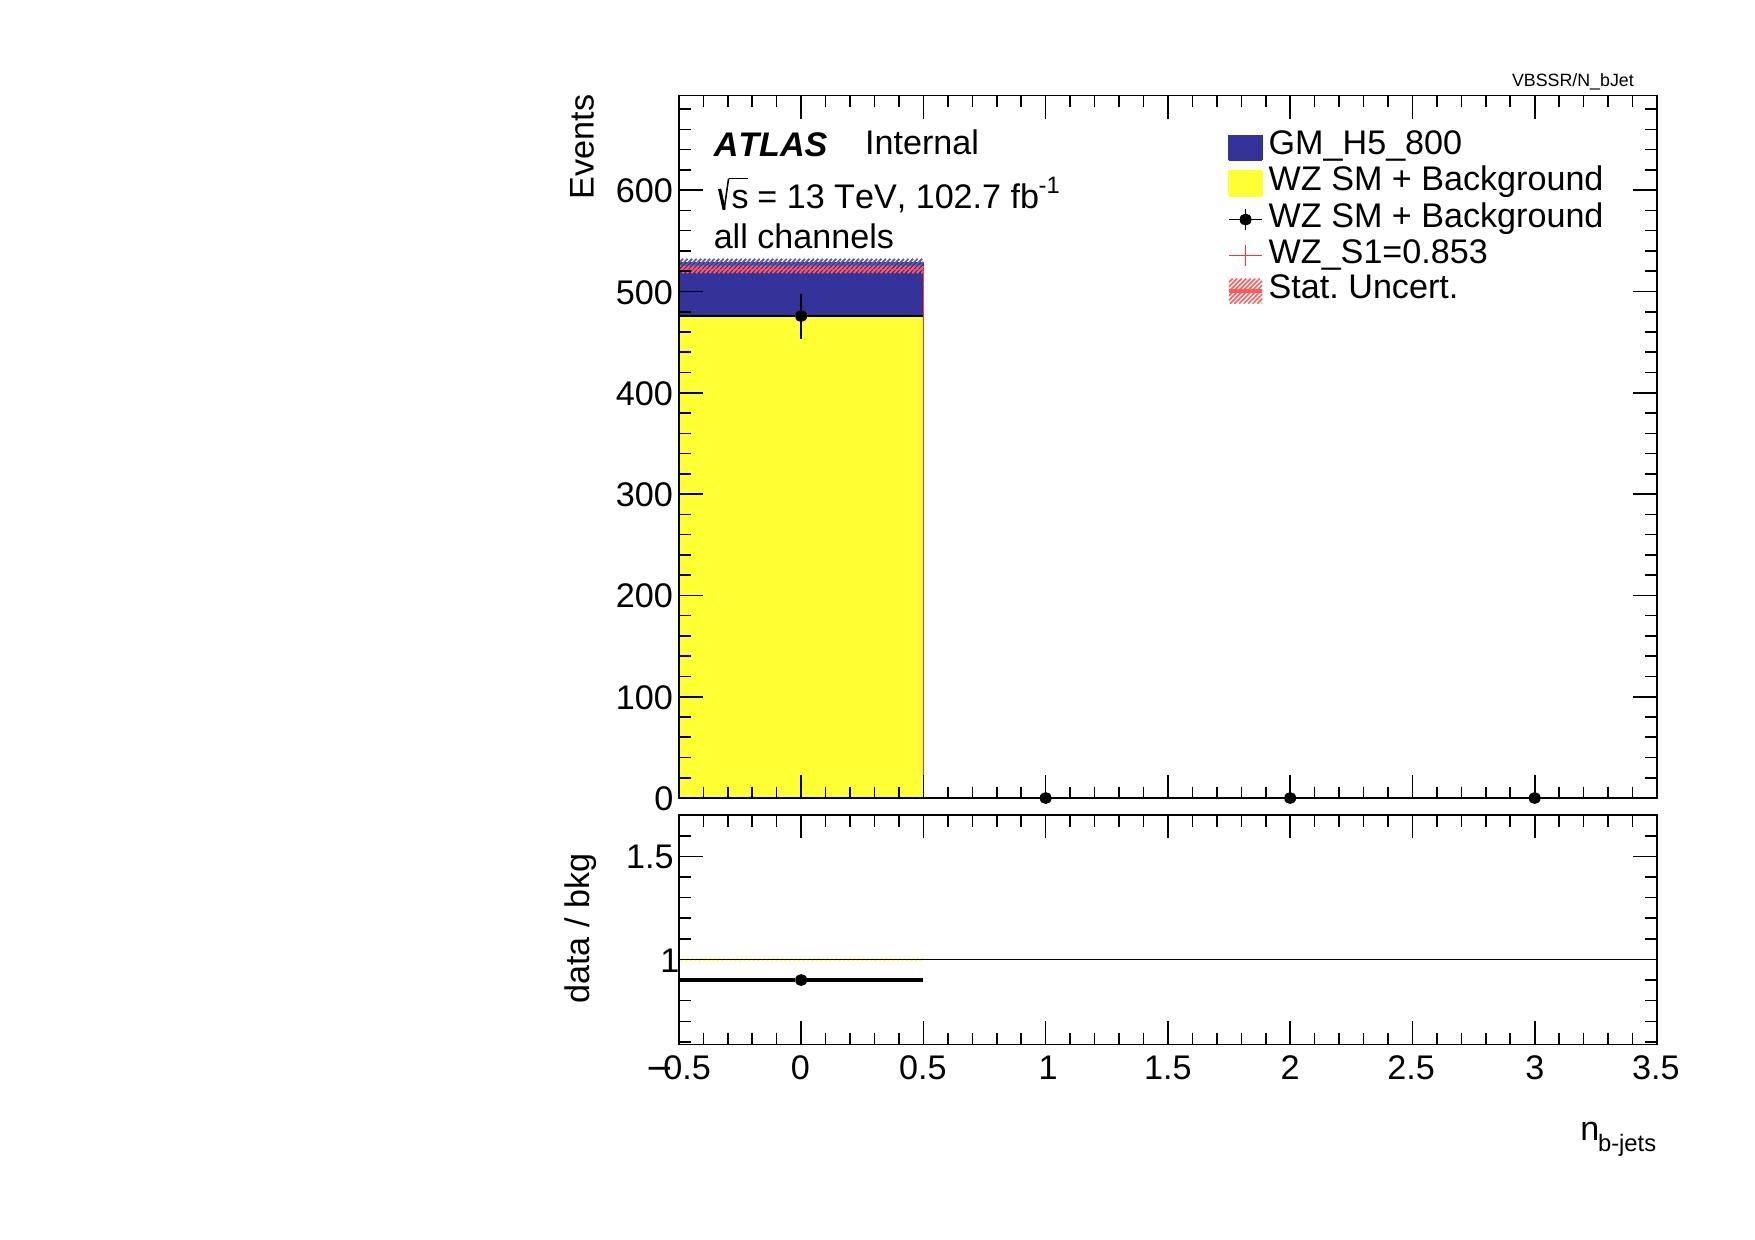 VBSSR/N_bJet
Events
ATLAS Internal
√s = 13 TeV, 102.7 fb-1
all channels
GM_H5_800
WZ SM + Background
WZ SM + Background
WZ_S1=0.853
Stat. Uncert.
600
500
400
300
200
100
0
data / bkg
1.5
1
−0.5 0 0.5 1 1.5 2 2.5 3 3.5
nb-jets